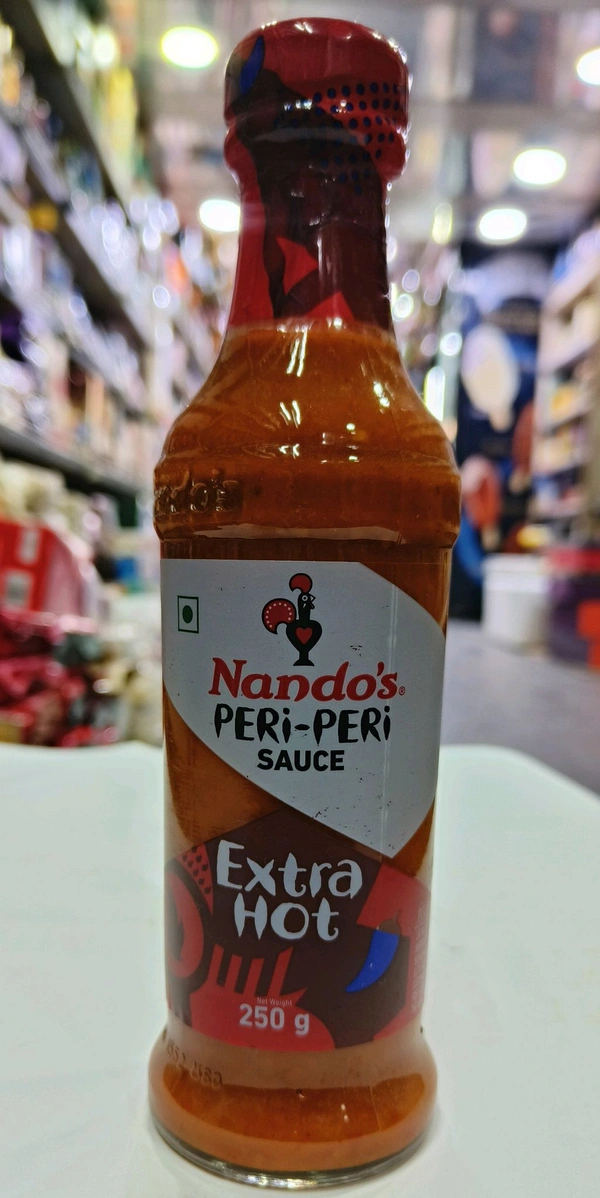 Nando's®
PERi-PERi
SAUCE
Extra
Hot
Net Weight
250 g